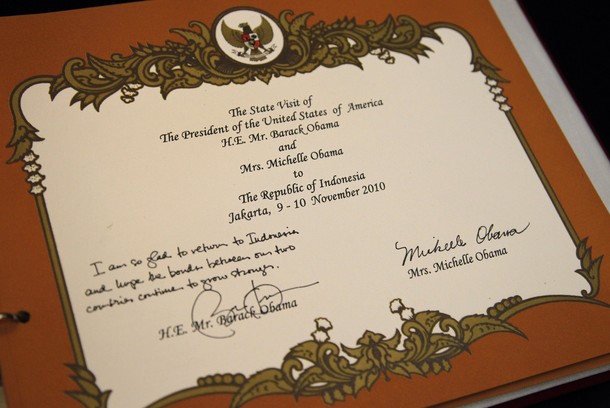 The State Visit of
The President of the United States of America
H.E. Mr. Barack Obama
and
Mrs. Michelle Obama
to
The Republic of Indonesia
Jakarta, 9 - 10 November 2010
I am so glad to return to Indonesia
and hope the bonds between our two
countries continue to grow stronger.
H.E. Mr. Barack Obama
Michelle Obama
Mrs. Michelle Obama